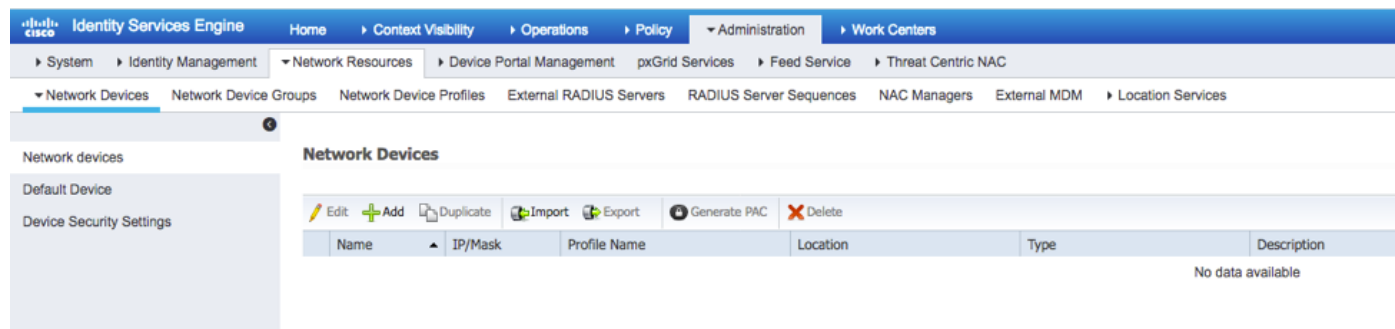 cisco Identity Services Engine Home Context Visibility Operations Policy Administration Work Centers
System Identity Management Network Resources Device Portal Management pxGrid Services Feed Service Threat Centric NAC
Network Devices Network Device Groups Network Device Profiles External RADIUS Servers RADIUS Server Sequences NAC Managers External MDM Location Services
Network devices
Default Device
Device Security Settings
Network Devices
Edit Add Duplicate Import Export Generate PAC Delete
Name IP/Mask Profile Name Location Type Description
No data available